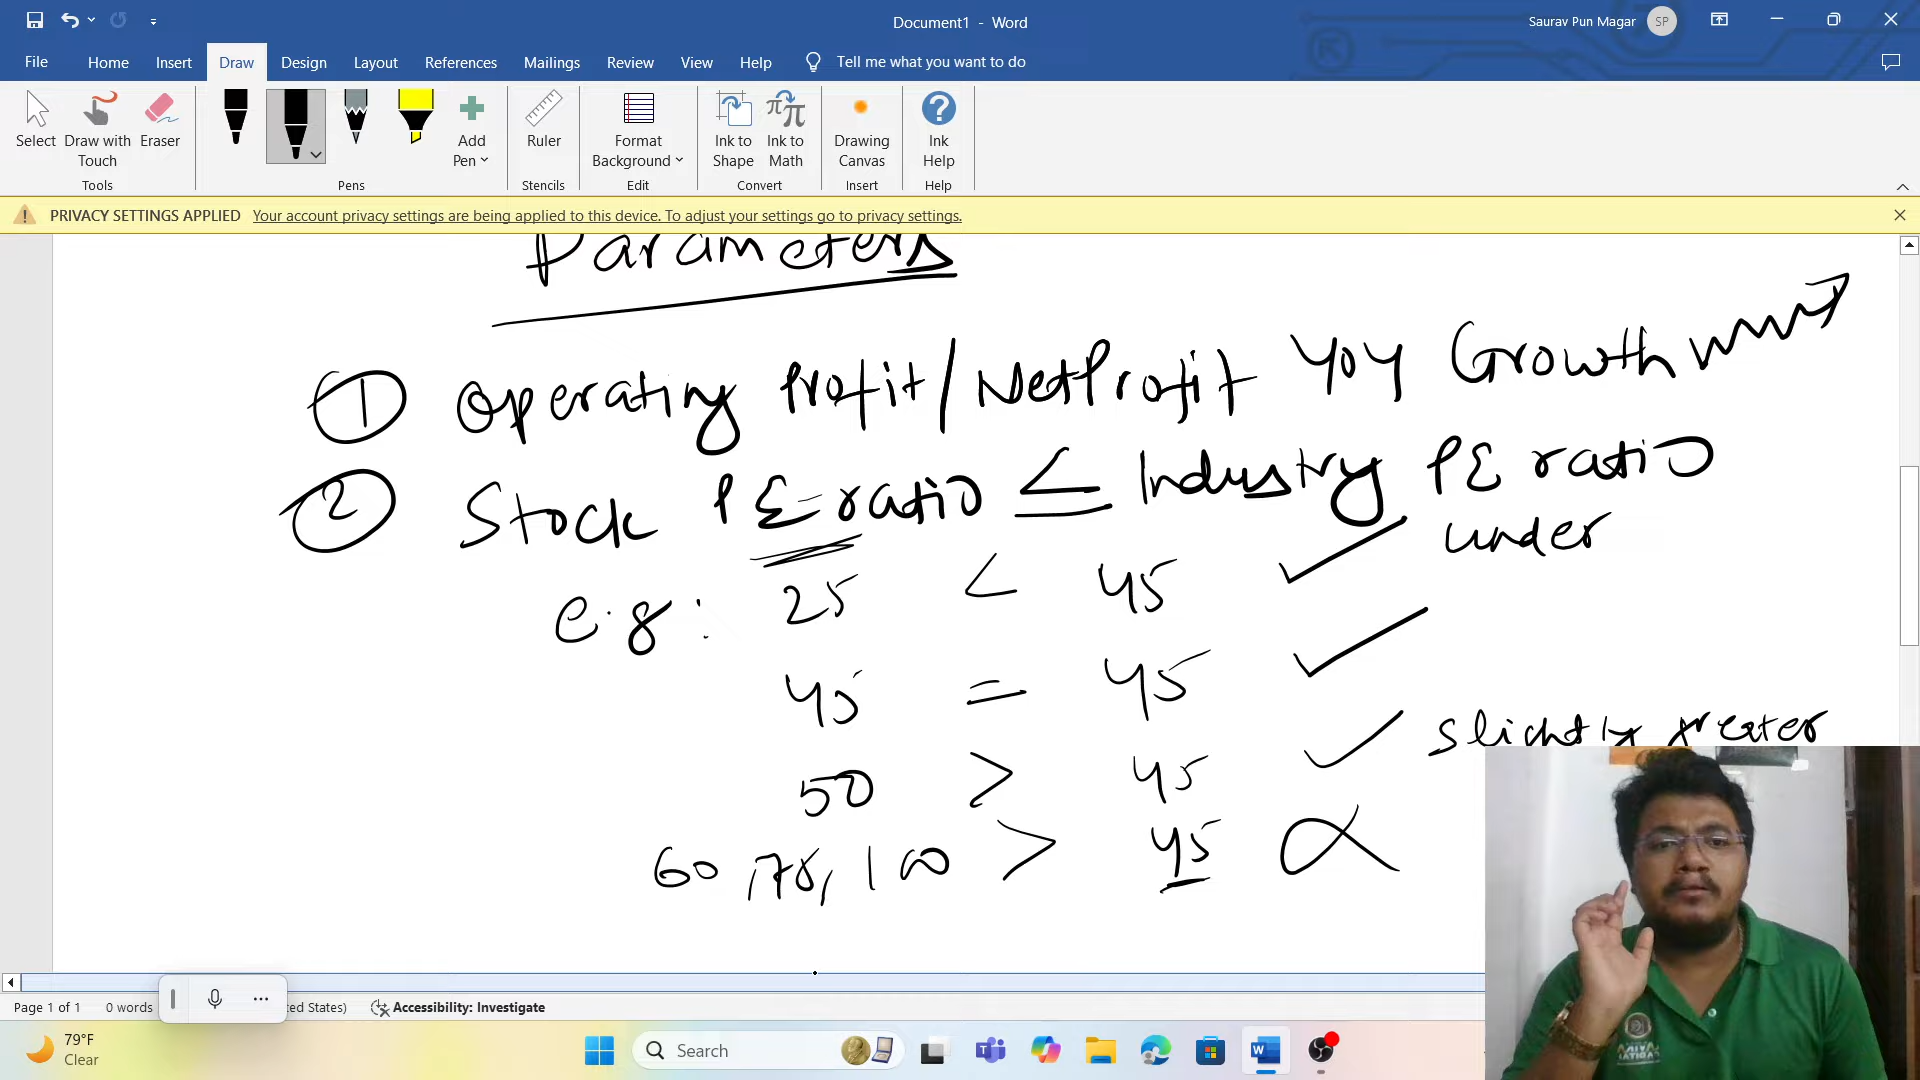 Document1 - Word
Saurav Pun Magar SP
File Home Insert Draw Design Layout References Mailings Review View Help Tell me what you want to do
Select
Draw with Touch
Eraser
Add Pen
Ruler
Format Background
Ink to Shape
Ink to Math
Drawing Canvas
Ink Help
Tools Pens Stencils Edit Convert Insert Help
PRIVACY SETTINGS APPLIED Your account privacy settings are being applied to this device. To adjust your settings go to privacy settings.
Parameters
① Operating Profit/NetProfit YOY Growth
② Stock PE ratio ≤ Industry PE ratio
under
e.g: 25 < 45 ✓
45 = 45 ✓
50 > 45 ✓ slightly greater
60, 70, 100 > 45
Page 1 of 1 0 words ted States) Accessibility: Investigate
79°F
Clear
Search